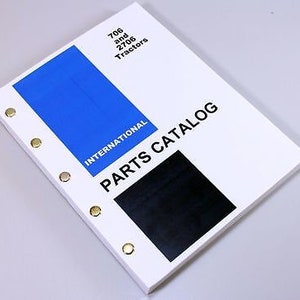 706
and
2706
Tractors
INTERNATIONAL
PARTS CATALOG